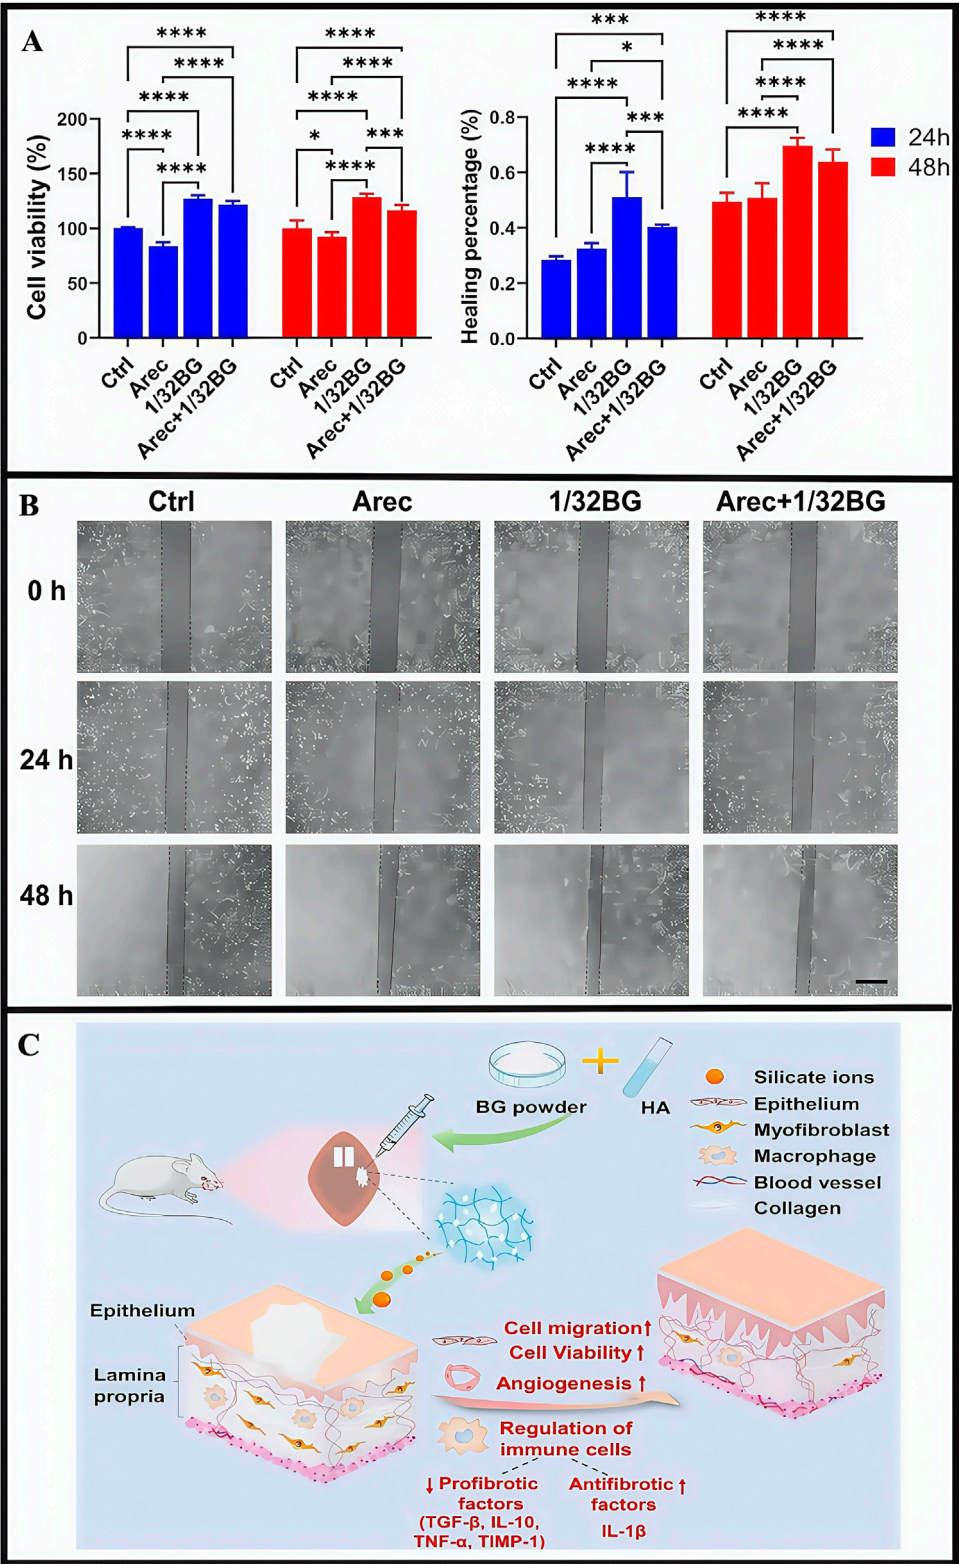 A
****
****
****
****
****
Cell viability (%)
200
150
100
50
0
Ctrl
Arec
1/32BG
Arec+1/32BG
****
****
****
*
***
****
Ctrl
Arec
1/32BG
Arec+1/32BG
***
*
****
***
****
Healing percentage (%)
0.8
0.6
0.4
0.2
0.0
Ctrl
Arec
1/32BG
Arec+1/32BG
****
****
****
****
Ctrl
Arec
1/32BG
Arec+1/32BG
24h
48h
B
Ctrl Arec 1/32BG Arec+1/32BG
0 h
24 h
48 h
C
BG powder
HA
Silicate ions
Epithelium
Myofibroblast
Macrophage
Blood vessel
Collagen
Epithelium
Lamina
propria
Cell migration↑
Cell Viability↑
Angiogenesis↑
Regulation of
immune cells
↓Profibrotic
factors
(TGF-β, IL-10,
TNF-α, TIMP-1)
Antifibrotic↑
factors
IL-1β